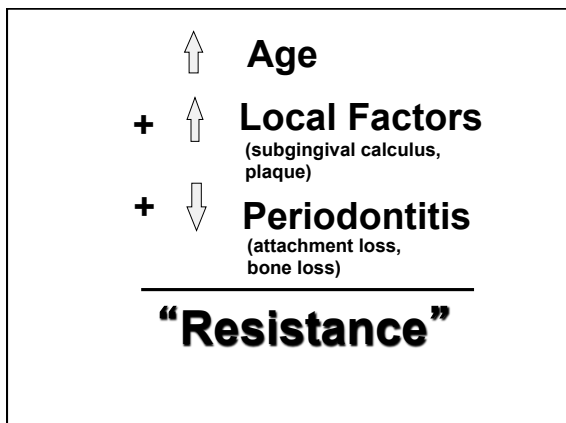 Age
+ Local Factors
(subgingival calculus,
plaque)
+ Periodontitis
(attachment loss,
bone loss)
“Resistance”